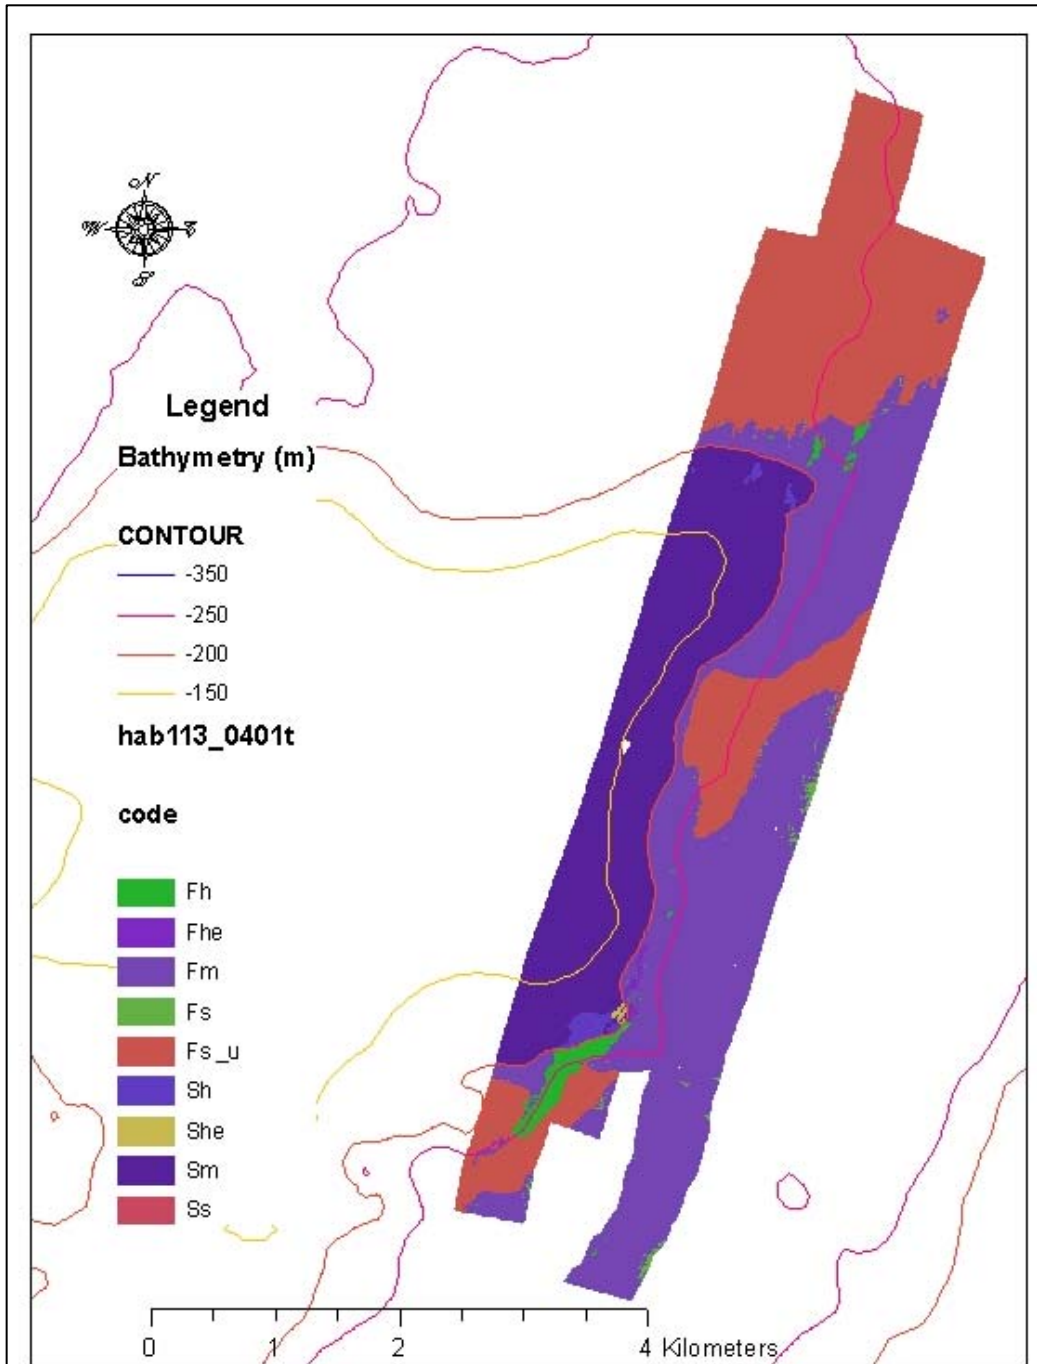 N
W
S
Legend
Bathymetry (m)
CONTOUR
-350
-250
-200
-150
hab113_0401t
code
Fh
Fhe
Fm
Fs
Fs_u
Sh
She
Sm
Ss
0 1 2 4 Kilometers